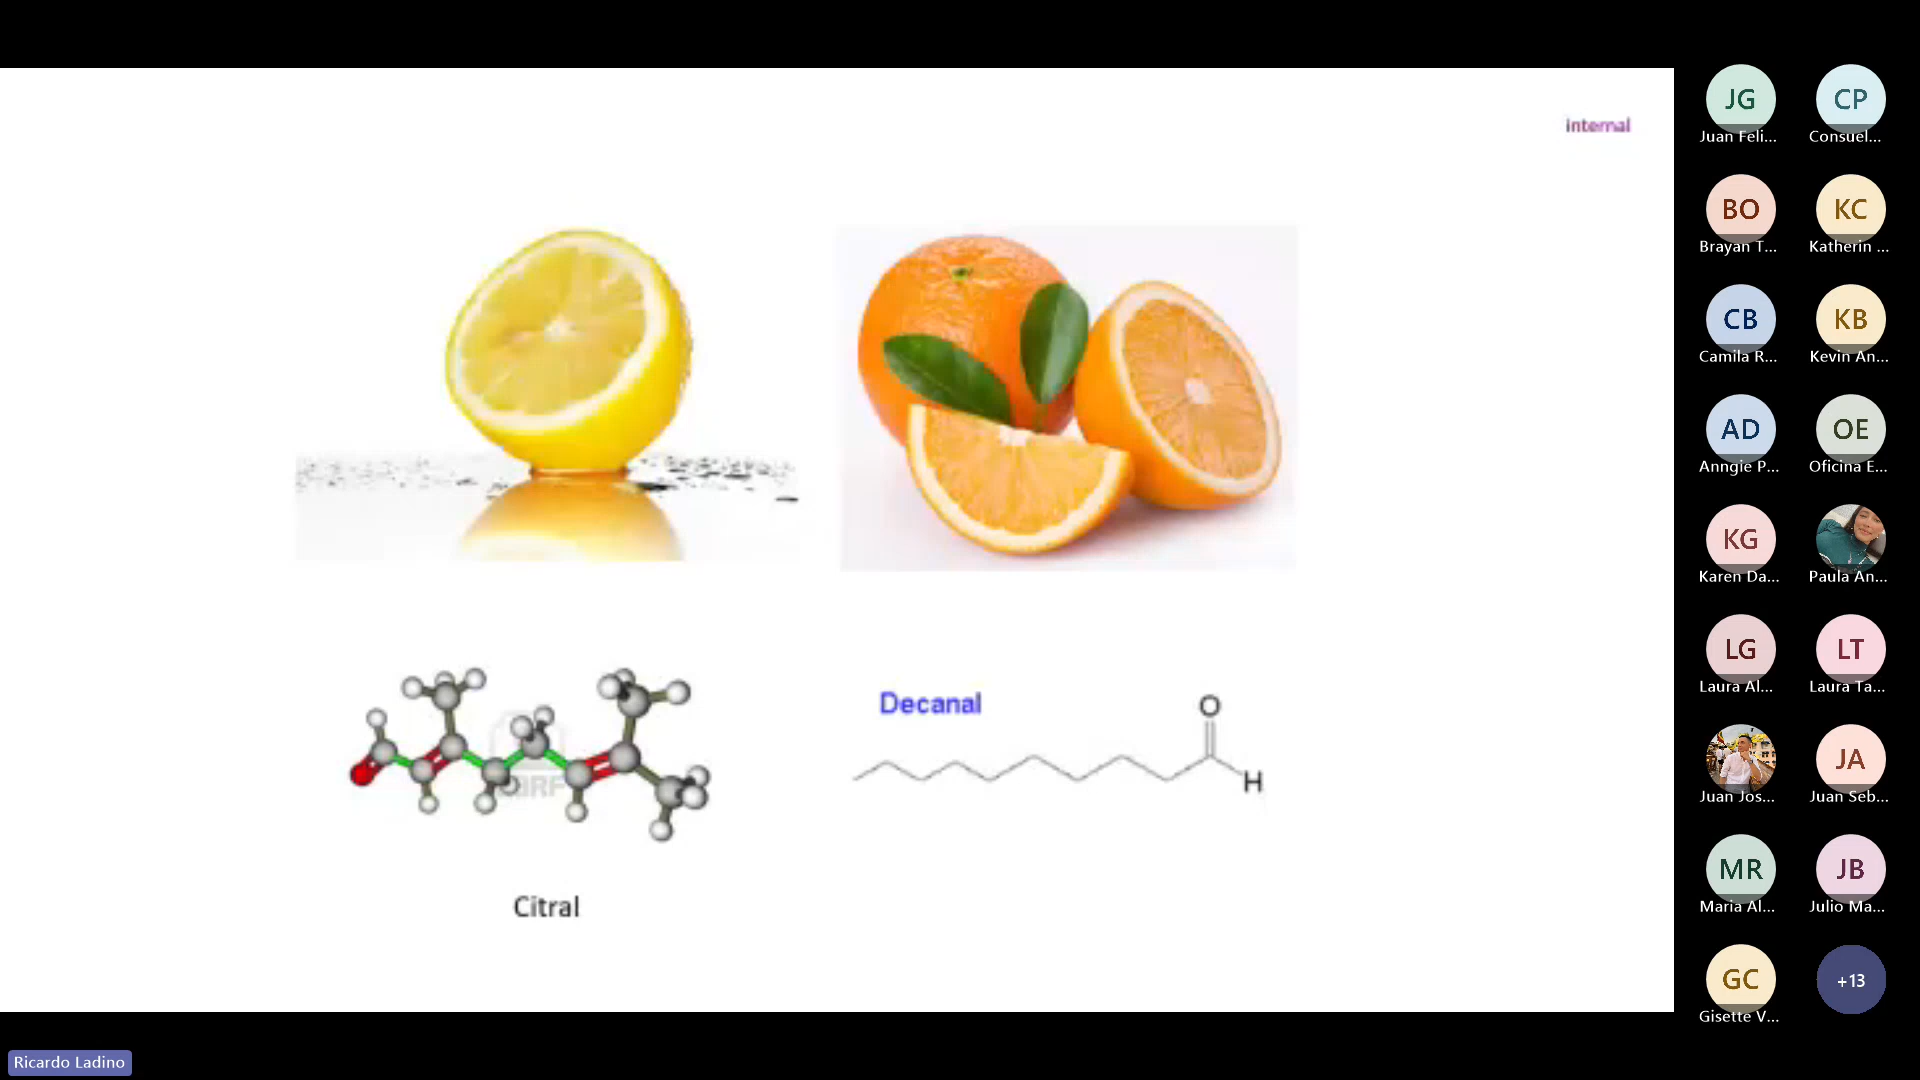 internal
Decanal
O
H
BRF
Citral
JG
Juan Feli...
CP
Consuel...
BO
Brayan T...
KC
Katherin ...
CB
Camila R...
KB
Kevin An...
AD
Anngie P...
OE
Oficina E...
KG
Karen Da...
Paula An...
LG
Laura Al...
LT
Laura Ta...
Juan Jos...
JA
Juan Seb...
MR
Maria Al...
JB
Julio Ma...
GC
Gisette V...
+13
Ricardo Ladino